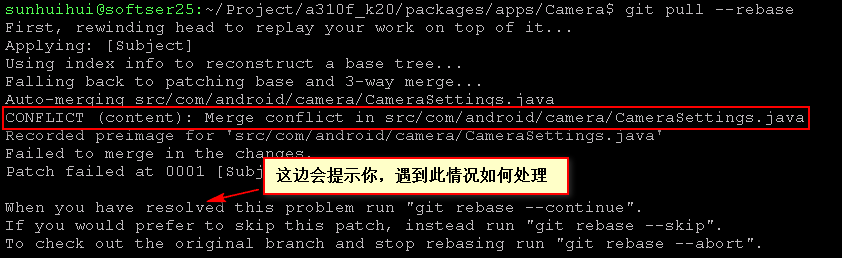 sunhuihui@softser25:~/Project/a310f_k20/packages/apps/Camera$ git pull --rebase
First, rewinding head to replay your work on top of it...
Applying: [Subject]
Using index info to reconstruct a base tree...
Falling back to patching base and 3-way merge...
Auto-merging src/com/android/camera/CameraSettings.java
CONFLICT (content): Merge conflict in src/com/android/camera/CameraSettings.java
Recorded preimage for 'src/com/android/camera/CameraSettings.java'
Failed to merge in the changes.
Patch failed at 0001 [Subj
这边会提示你，遇到此情况如何处理
When you have resolved this problem run "git rebase --continue".
If you would prefer to skip this patch, instead run "git rebase --skip".
To check out the original branch and stop rebasing run "git rebase --abort".